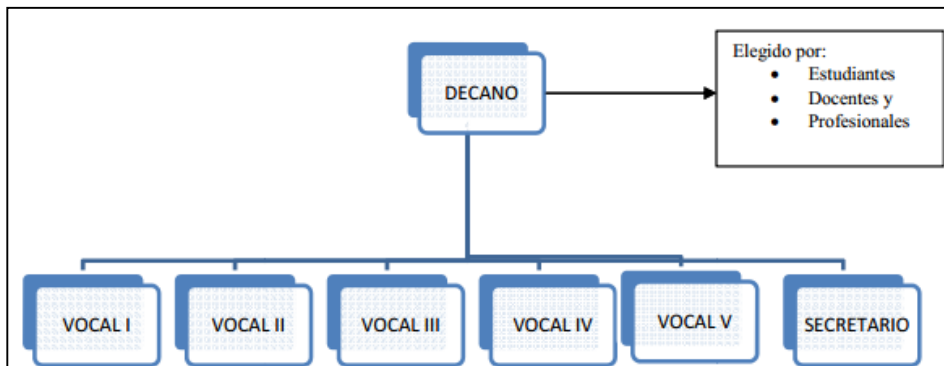 DECANO
Elegido por:
• Estudiantes
• Docentes y
• Profesionales
VOCAL I
VOCAL II
VOCAL III
VOCAL IV
VOCAL V
SECRETARIO